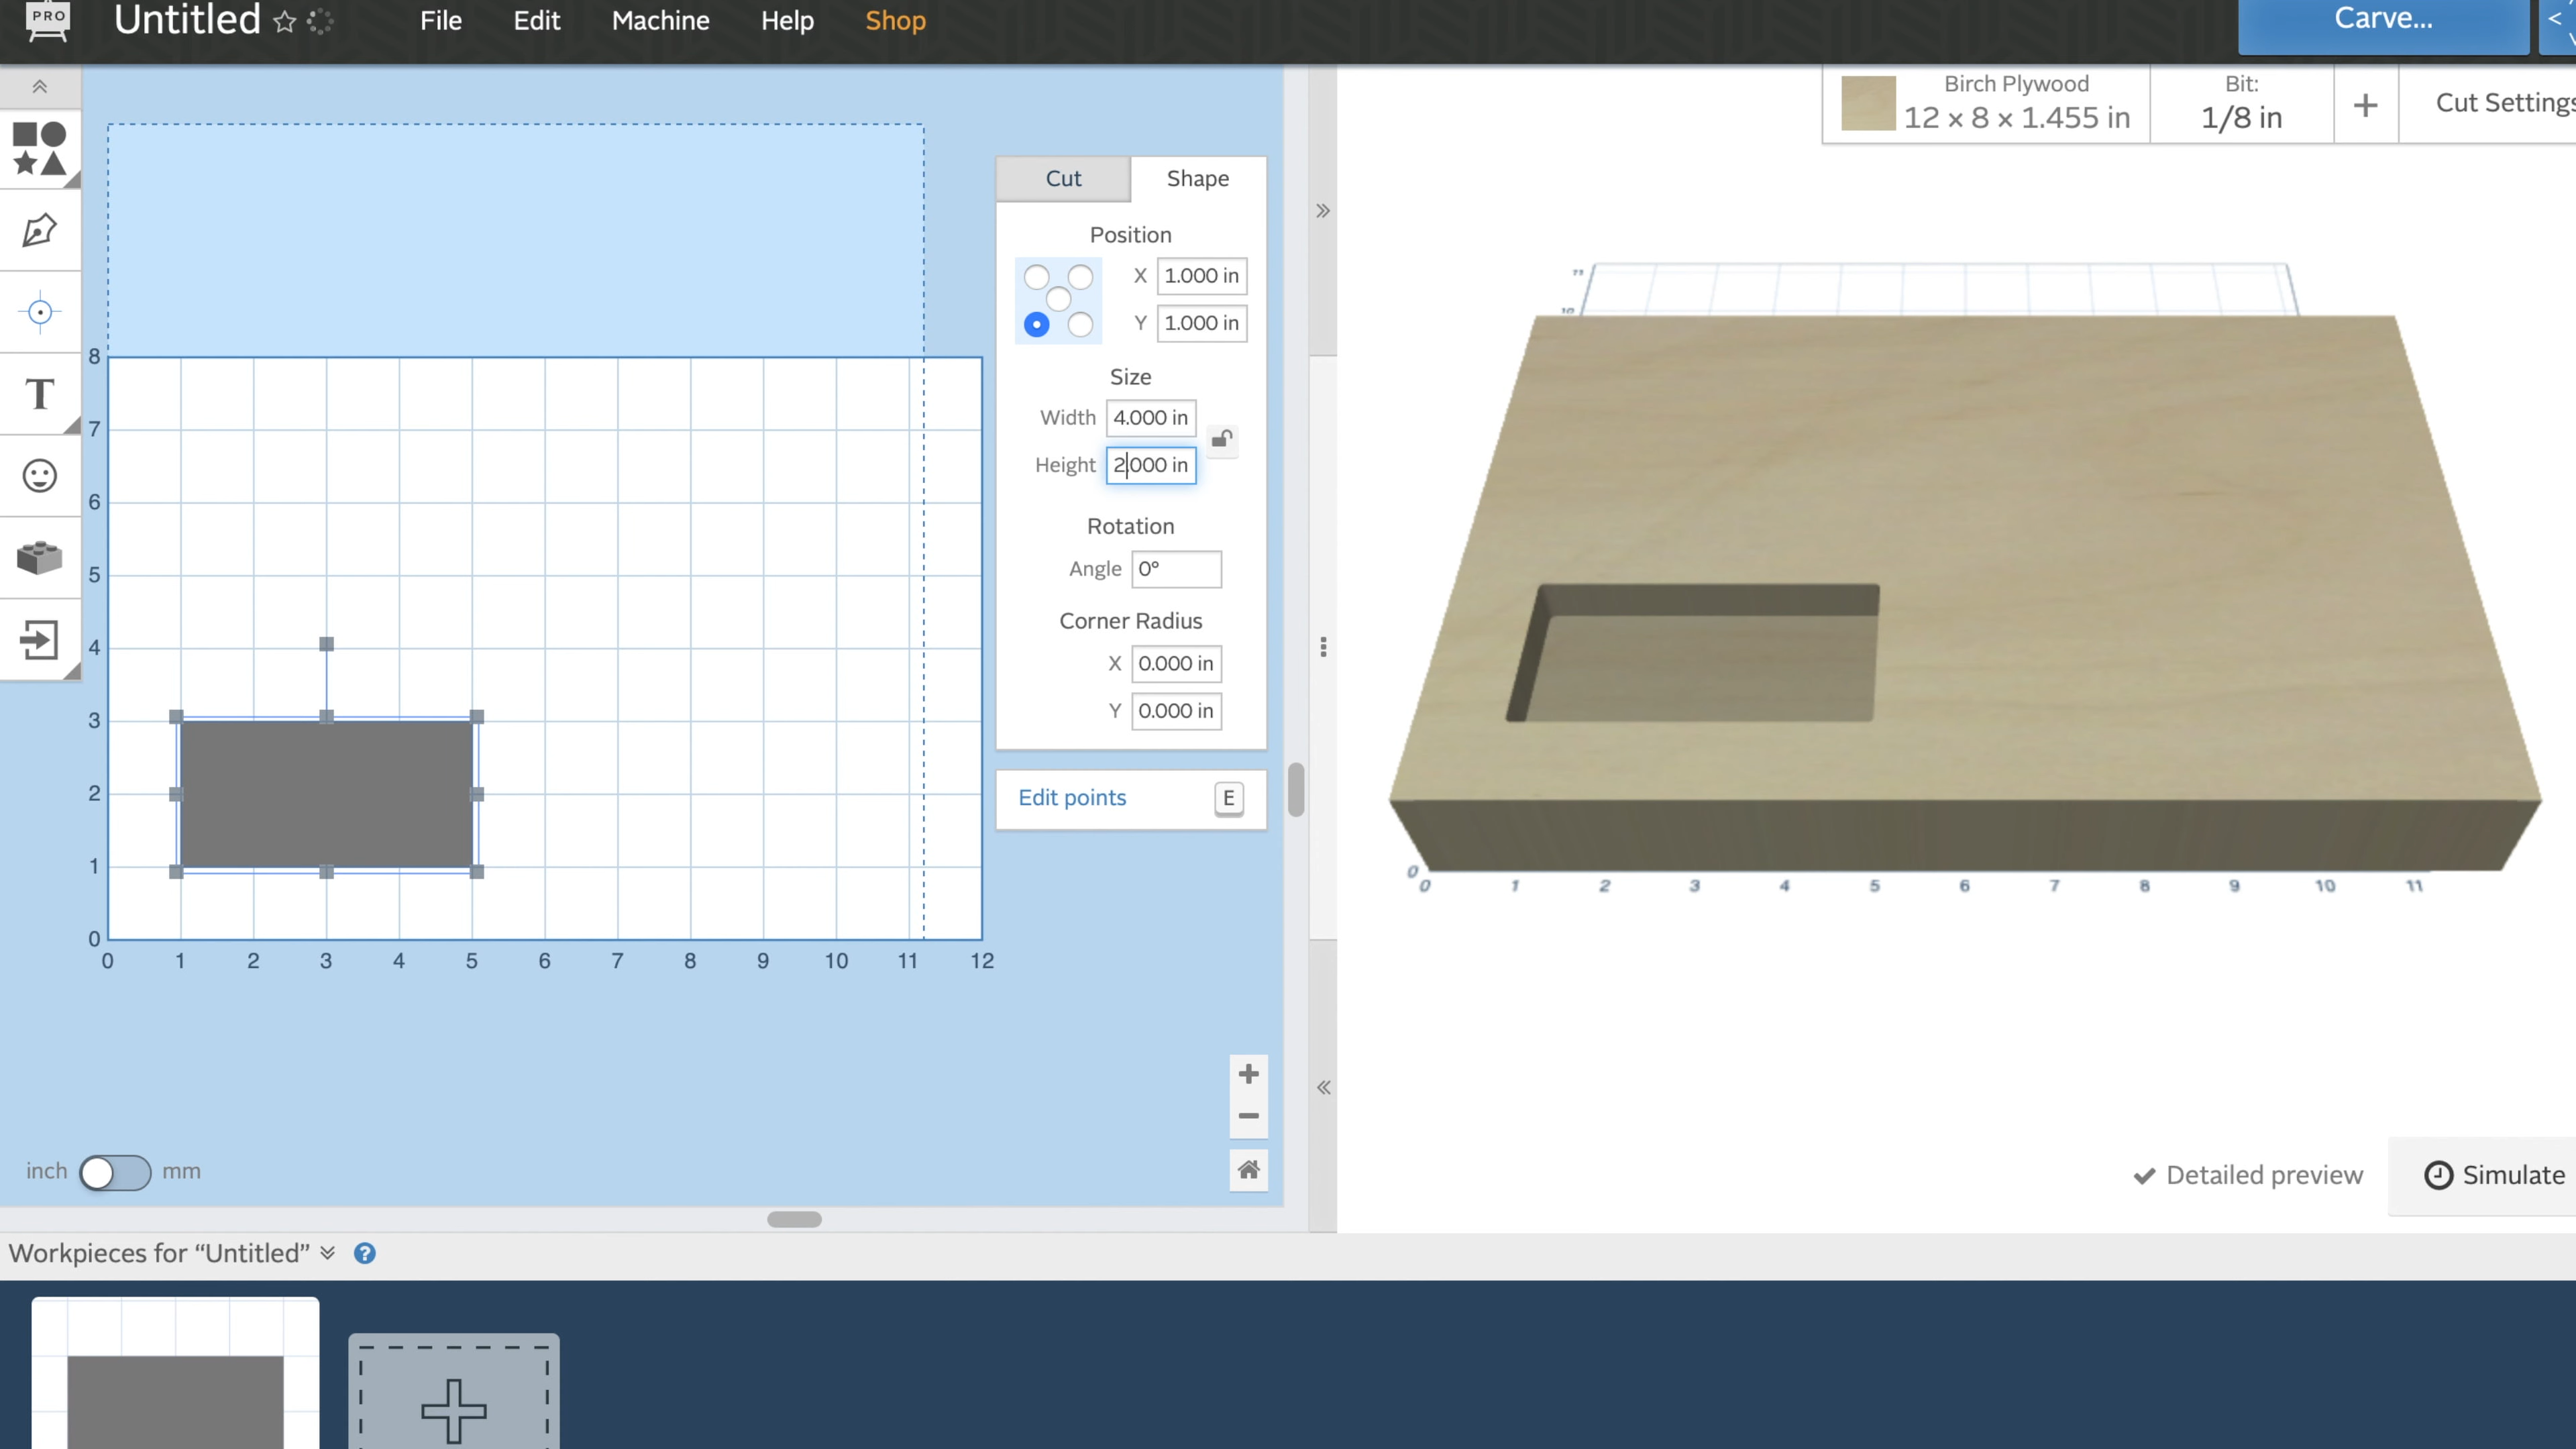 PRO
Untitled
File Edit Machine Help Shop
Carve...
Birch Plywood
12 × 8 × 1.455 in
Bit:
1/8 in
+
Cut Settings
Cut Shape
Position
X 1.000 in
Y 1.000 in
Size
Width 4.000 in
Height 2.000 in
Rotation
Angle 0°
Corner Radius
X 0.000 in
Y 0.000 in
Edit points E
T
8
7
6
5
4
3
2
1
0
0 1 2 3 4 5 6 7 8 9 10 11 12
11
10
0
0 1 2 3 4 5 6 7 8 9 10 11
inch mm
Detailed preview
Simulate
Workpieces for “Untitled” ?